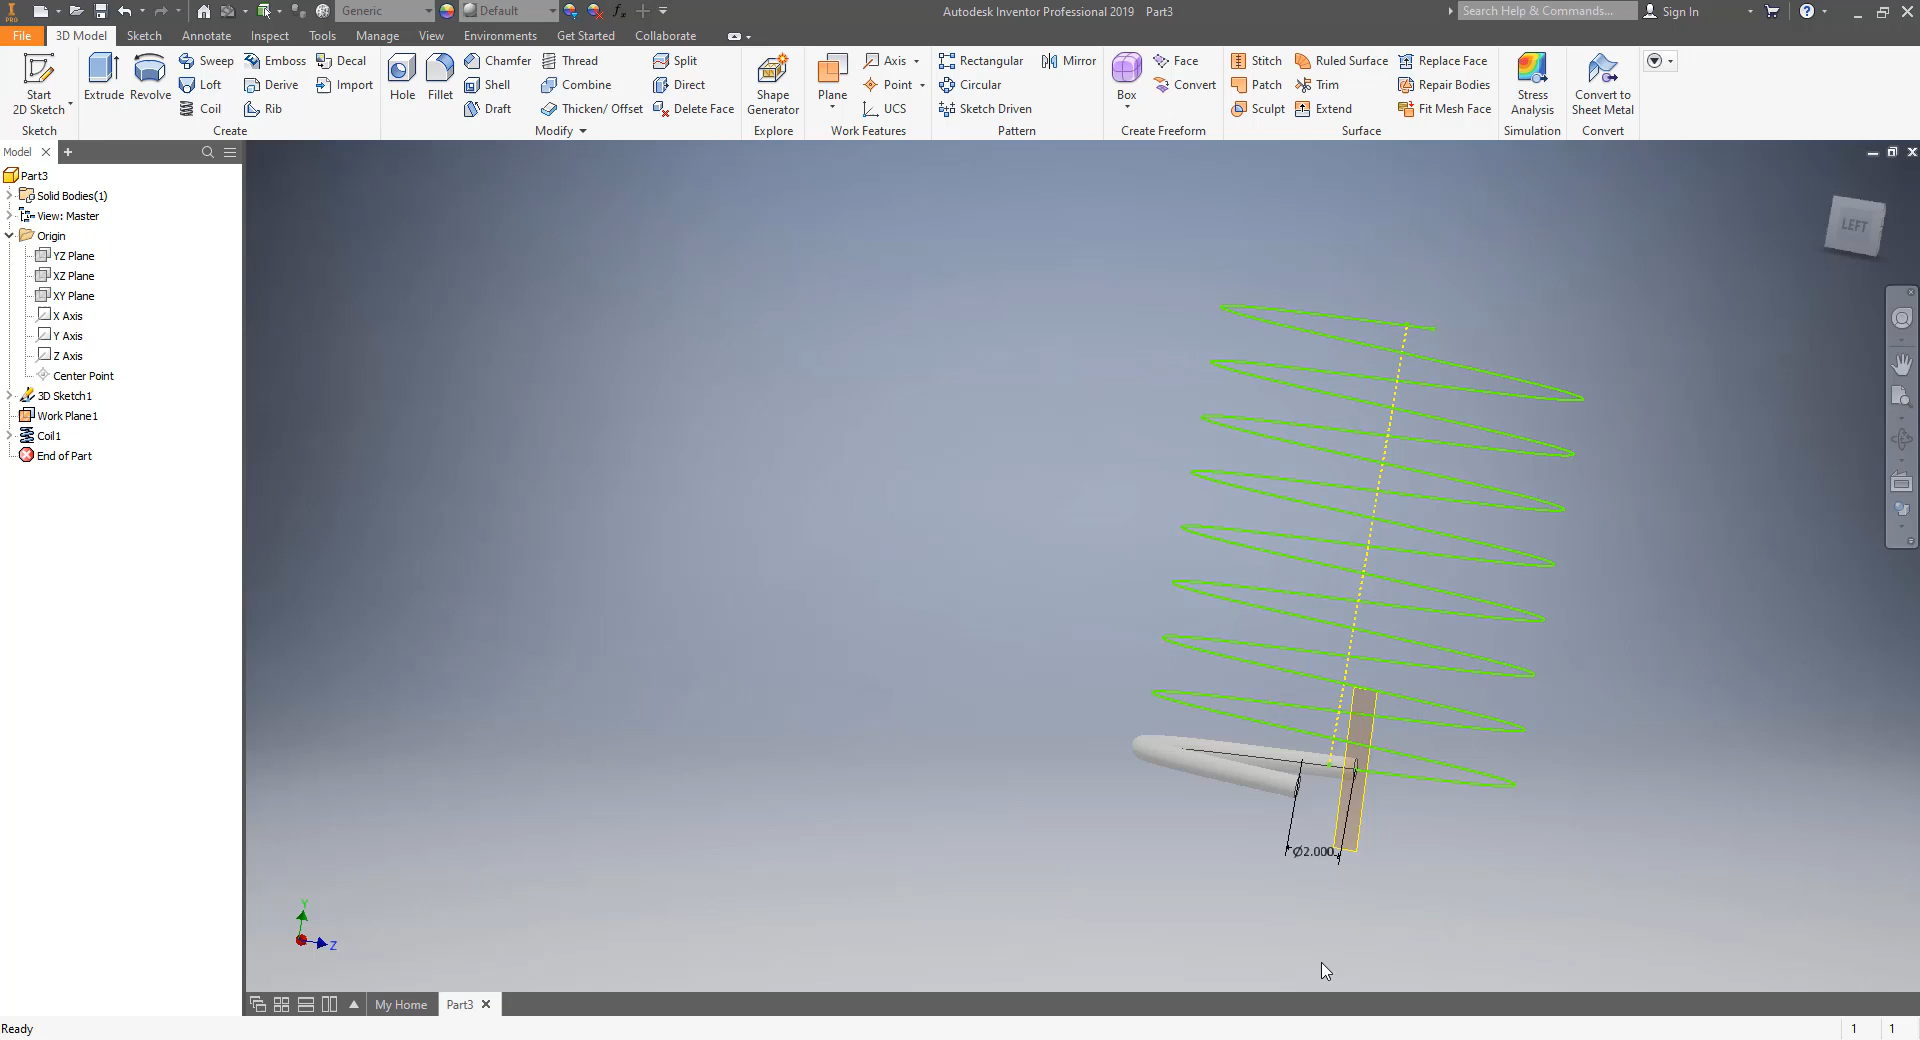 Generic
Default
Autodesk Inventor Professional 2019 Part3
Search Help & Commands...
Sign In
PRO
File
3D Model
Sketch
Annotate
Inspect
Tools
Manage
View
Environments
Get Started
Collaborate
Start
2D Sketch
Sketch
Extrude
Revolve
Sweep
Loft
Coil
Emboss
Derive
Rib
Decal
Import
Create
Hole
Fillet
Chamfer
Shell
Draft
Thread
Combine
Thicken/ Offset
Split
Direct
Delete Face
Modify
Shape
Generator
Explore
Plane
Axis
Point
UCS
Work Features
Rectangular
Circular
Sketch Driven
Mirror
Pattern
Box
Face
Convert
Create Freeform
Stitch
Patch
Sculpt
Ruled Surface
Trim
Extend
Replace Face
Repair Bodies
Fit Mesh Face
Surface
Stress
Analysis
Simulation
Convert to
Sheet Metal
Convert
Model
Part3
Solid Bodies(1)
View: Master
Origin
YZ Plane
XZ Plane
XY Plane
X Axis
Y Axis
Z Axis
Center Point
3D Sketch1
Work Plane1
Coil1
End of Part
LEFT
Ø2.000
Y
Z
My Home
Part3
Ready
1 1